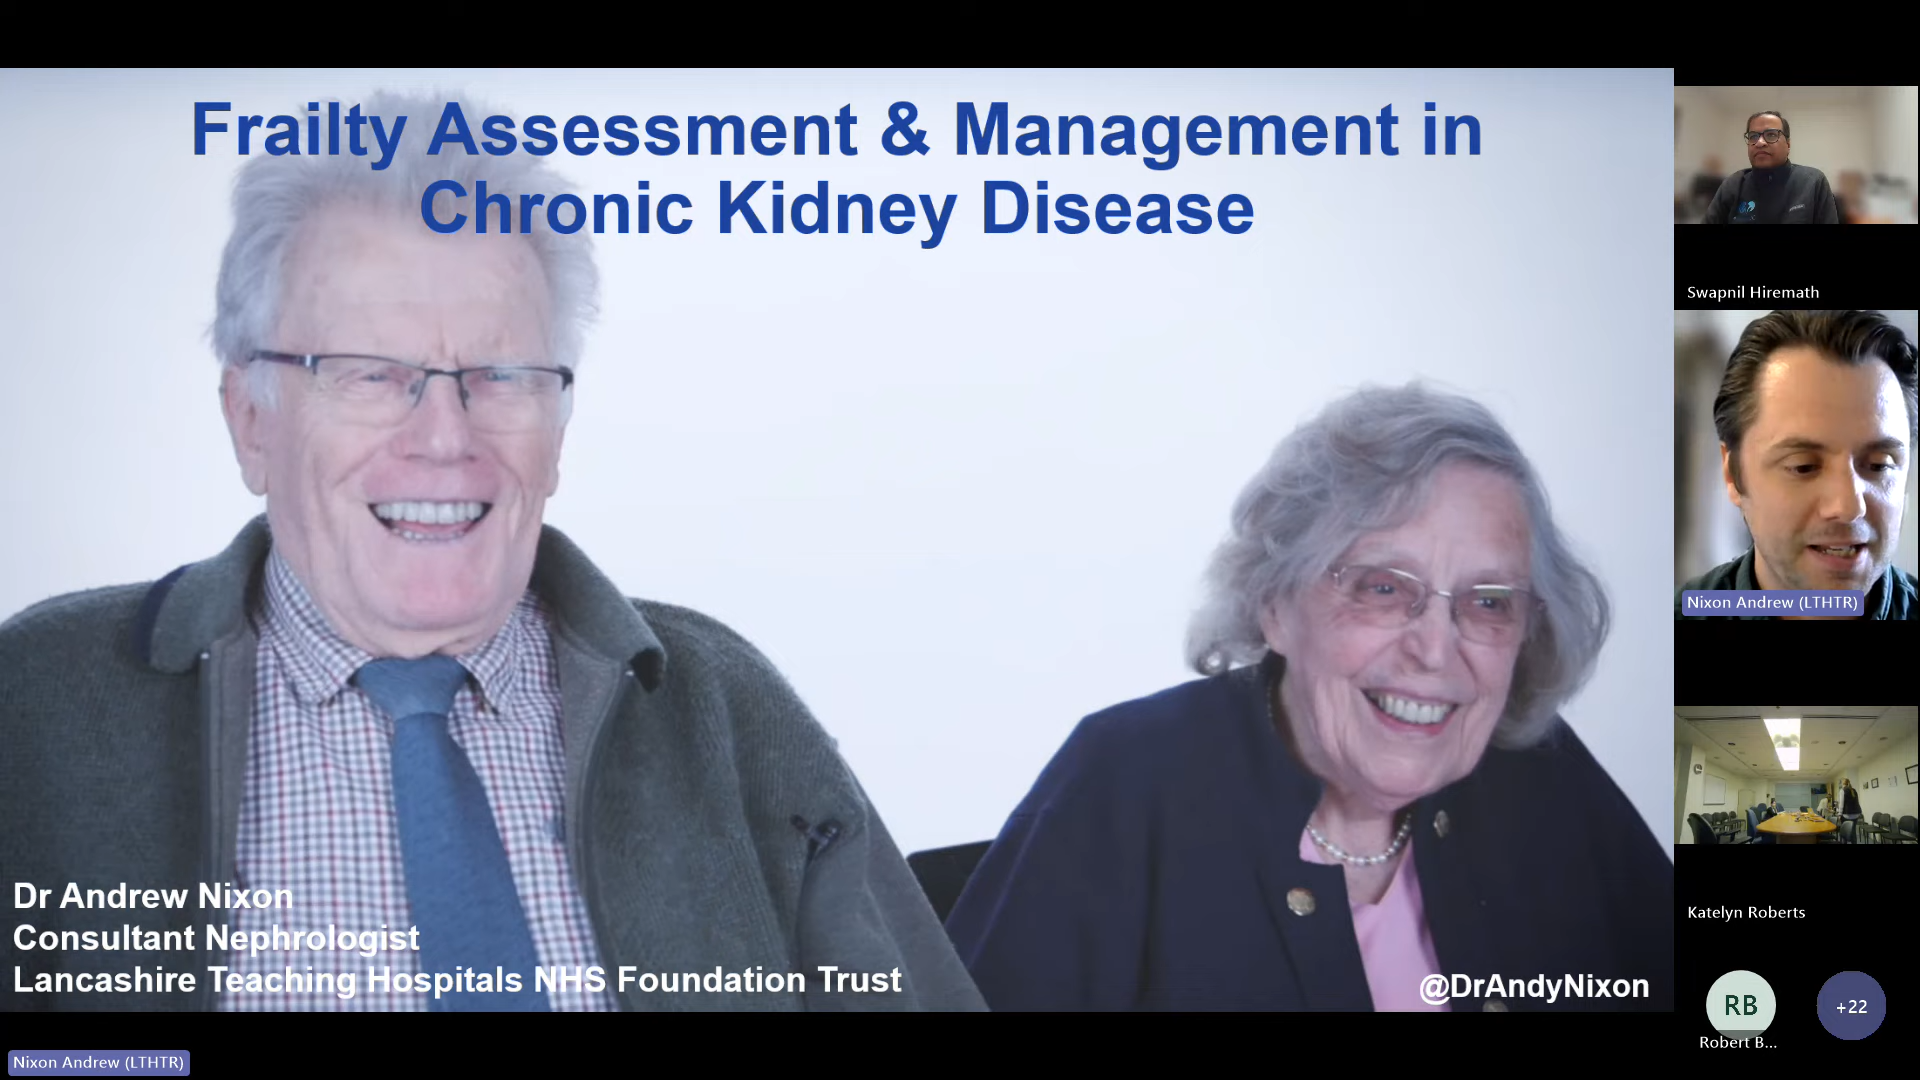 Frailty Assessment & Management in
Chronic Kidney Disease
Dr Andrew Nixon
Consultant Nephrologist
Lancashire Teaching Hospitals NHS Foundation Trust
@DrAndyNixon
Nixon Andrew (LTHTR)
Swapnil Hiremath
Nixon Andrew (LTHTR)
Katelyn Roberts
RB
Robert B...
+22